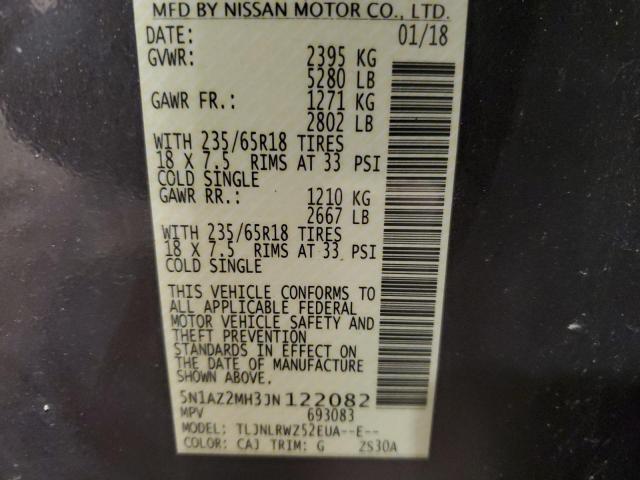 MFD BY NISSAN MOTOR CO., LTD.
DATE: 01/18
GVWR: 2395 KG
5280 LB
GAWR FR.: 1271 KG
2802 LB
WITH 235/65R18 TIRES
18 X 7.5 RIMS AT 33 PSI
COLD SINGLE
GAWR RR.: 1210 KG
2667 LB
WITH 235/65R18 TIRES
18 X 7.5 RIMS AT 33 PSI
COLD SINGLE
THIS VEHICLE CONFORMS TO
ALL APPLICABLE FEDERAL
MOTOR VEHICLE SAFETY AND
THEFT PREVENTION
STANDARDS IN EFFECT ON
THE DATE OF MANUFACTURE
SHOWN ABOVE.
5N1AZ2MH3JN122082
MPV 693083
MODEL: TLJNLRWZ52EUA--E--
COLOR: CAJ TRIM: G 2S30A